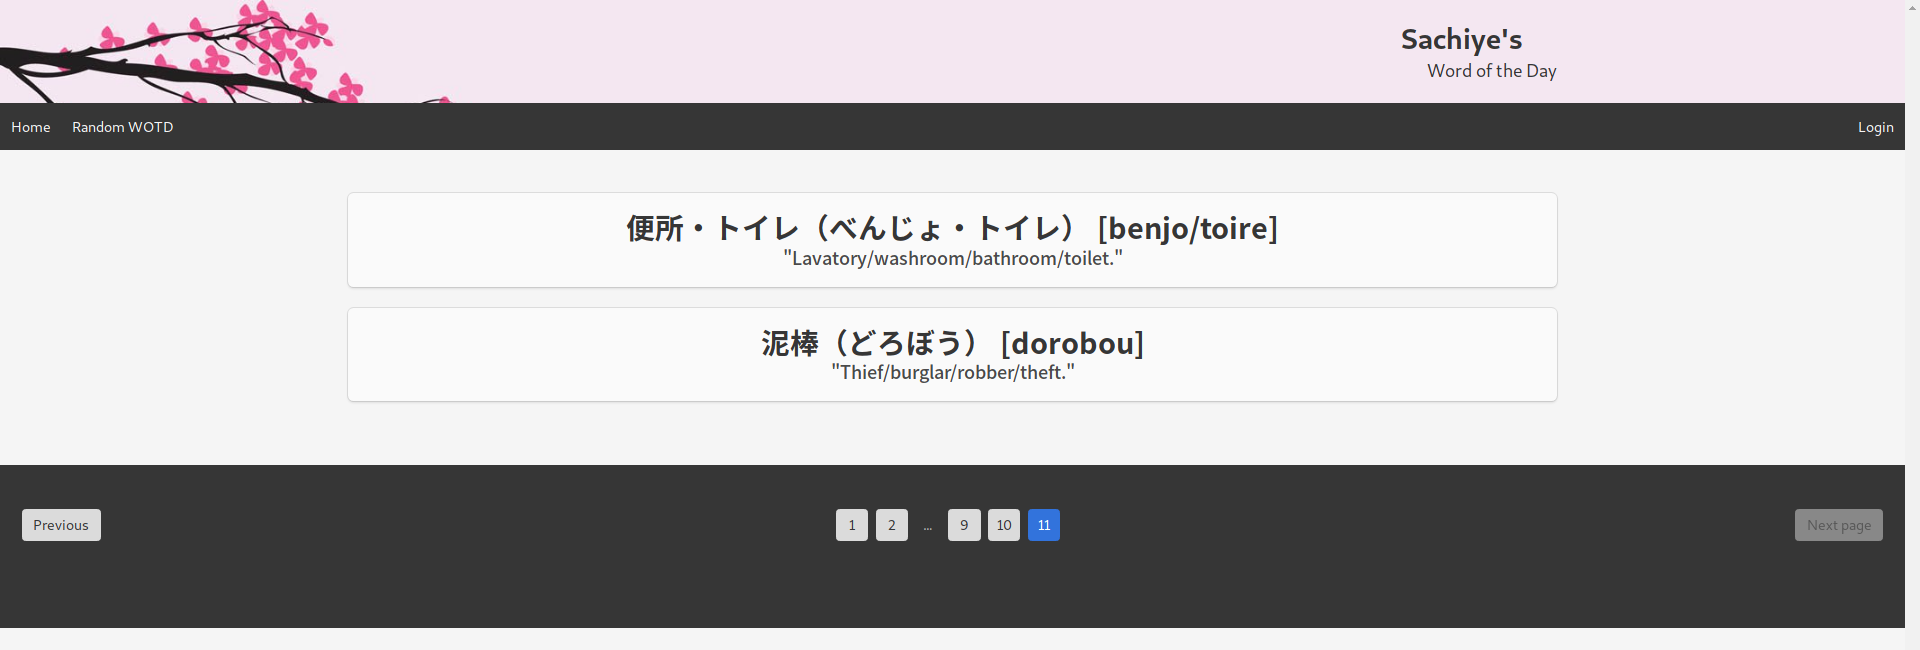 Sachiye's
Word of the Day
Home Random WOTD Login
便所・トイレ（べんじょ・トイレ） [benjo/toire]
"Lavatory/washroom/bathroom/toilet."
泥棒（どろぼう） [dorobou]
"Thief/burglar/robber/theft."
Previous 1 2 ... 9 10 11 Next page